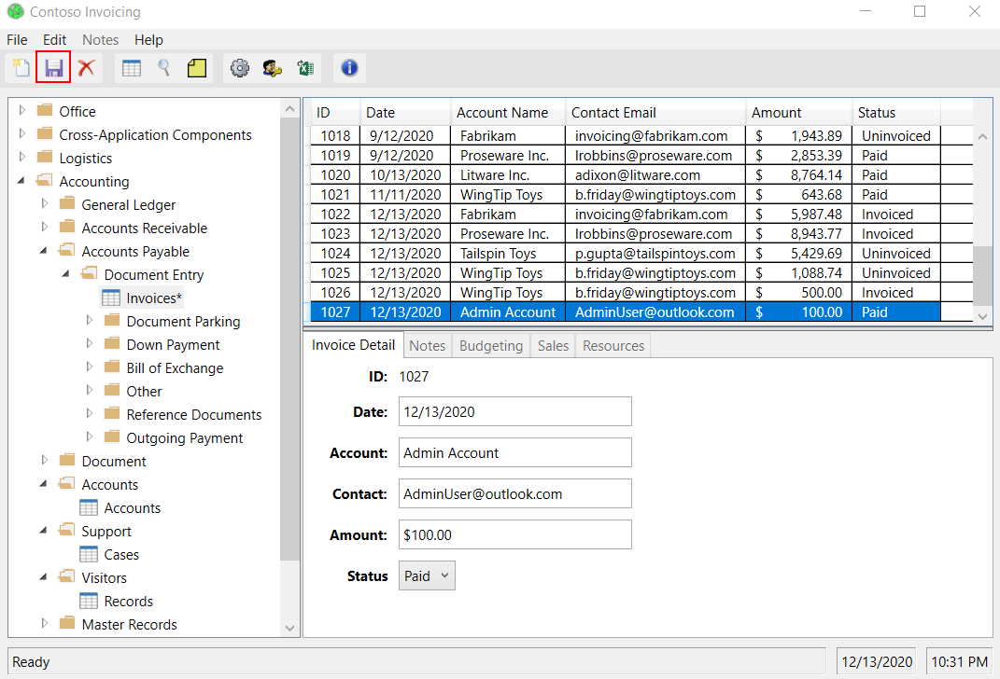 Contoso Invoicing
File Edit Notes Help
Office
Cross-Application Components
Logistics
Accounting
General Ledger
Accounts Receivable
Accounts Payable
Document Entry
Invoices*
Document Parking
Down Payment
Bill of Exchange
Other
Reference Documents
Outgoing Payment
Document
Accounts
Accounts
Support
Cases
Visitors
Records
Master Records
ID Date Account Name Contact Email Amount Status
1018 9/12/2020 Fabrikam invoicing@fabrikam.com $ 1,943.89 Uninvoiced
1019 9/12/2020 Proseware Inc. lrobbins@proseware.com $ 2,853.39 Paid
1020 10/13/2020 Litware Inc. adixon@litware.com $ 8,764.14 Paid
1021 11/11/2020 WingTip Toys b.friday@wingtiptoys.com $ 643.68 Paid
1022 12/13/2020 Fabrikam invoicing@fabrikam.com $ 5,987.48 Invoiced
1023 12/13/2020 Proseware Inc. lrobbins@proseware.com $ 8,943.77 Invoiced
1024 12/13/2020 Tailspin Toys p.gupta@tailspintoys.com $ 5,429.69 Uninvoiced
1025 12/13/2020 WingTip Toys b.friday@wingtiptoys.com $ 1,088.74 Uninvoiced
1026 12/13/2020 WingTip Toys b.friday@wingtiptoys.com $ 500.00 Invoiced
1027 12/13/2020 Admin Account AdminUser@outlook.com $ 100.00 Paid
Invoice Detail Notes Budgeting Sales Resources
ID: 1027
Date: 12/13/2020
Account: Admin Account
Contact: AdminUser@outlook.com
Amount: $100.00
Status Paid
Ready 12/13/2020 10:31 PM